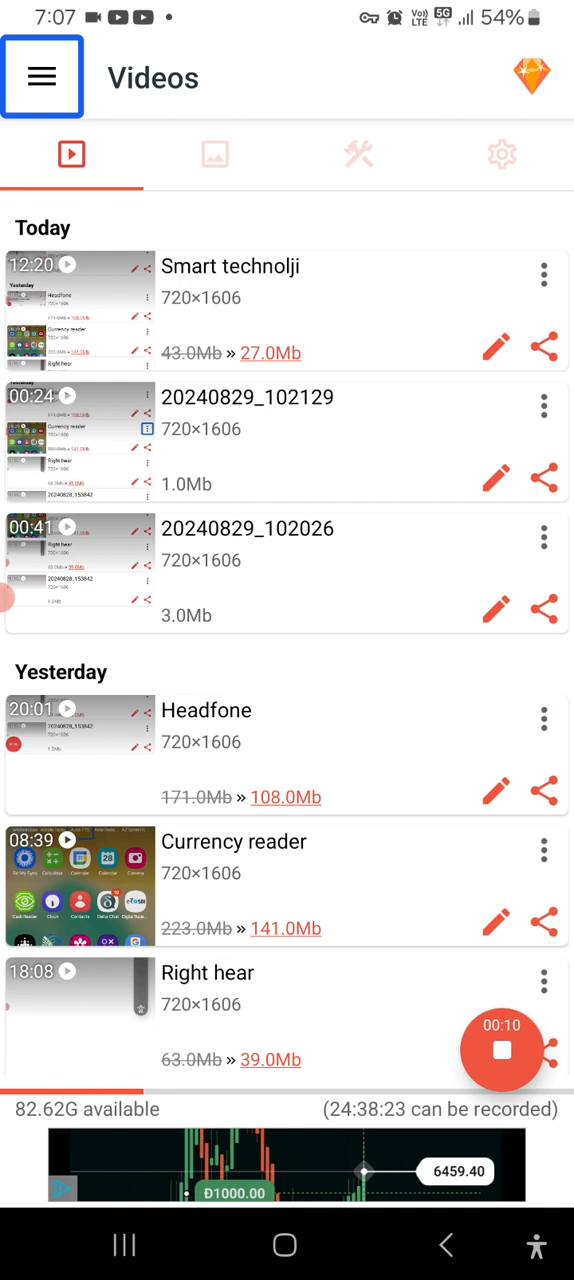 7:07 Vo)) LTE 5G 54%
Videos
Today
12:20
Smart technolji
720×1606
43.0Mb » 27.0Mb
00:24
20240829_102129
720×1606
1.0Mb
00:41
20240829_102026
720×1606
3.0Mb
Yesterday
20:01
Headfone
720×1606
171.0Mb » 108.0Mb
08:39
Currency reader
720×1606
223.0Mb » 141.0Mb
18:08
Right hear
720×1606
63.0Mb » 39.0Mb
00:10
82.62G available (24:38:23 can be recorded)
6459.40
Đ1000.00